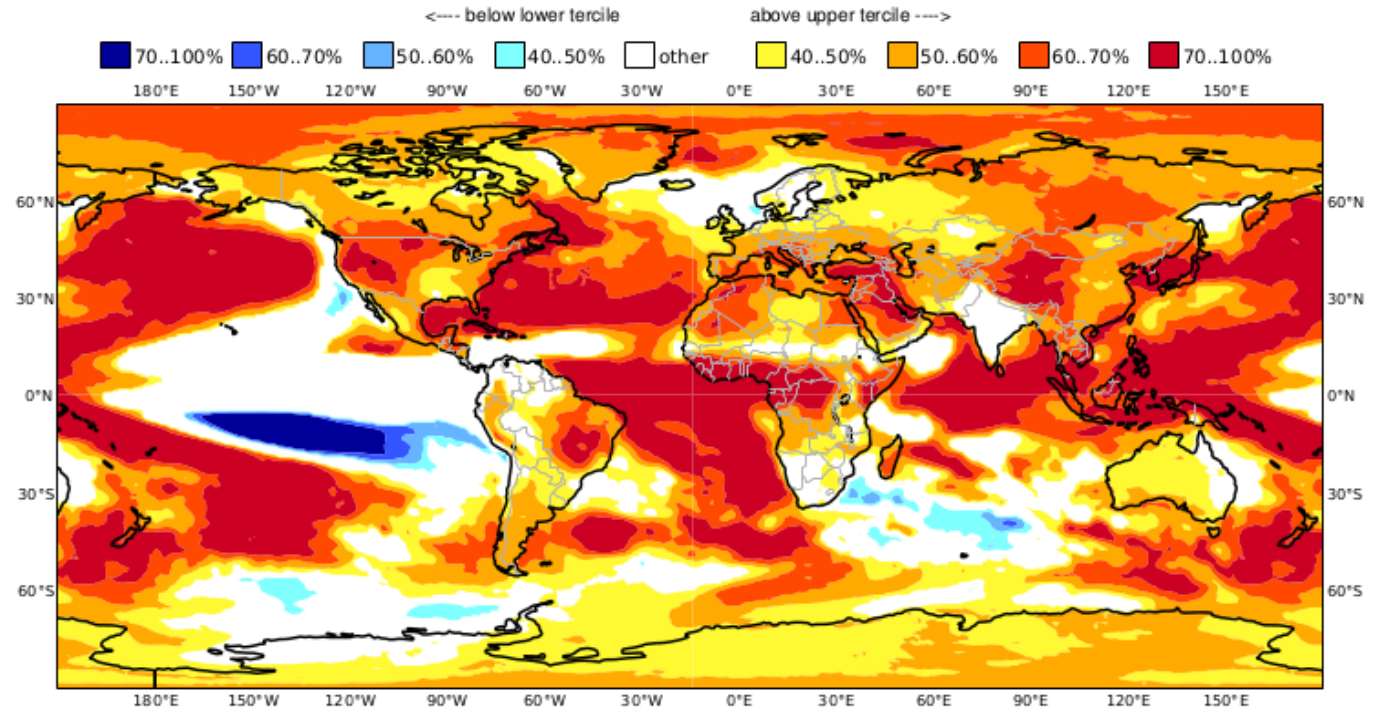 <---- below lower tercile above upper tercile ---->
70..100% 60..70% 50..60% 40..50% other 40..50% 50..60% 60..70% 70..100%
180°E 150°W 120°W 90°W 60°W 30°W 0°E 30°E 60°E 90°E 120°E 150°E
60°N 60°N
30°N 30°N
0°N 0°N
30°S 30°S
60°S 60°S
180°E 150°W 120°W 90°W 60°W 30°W 0°E 30°E 60°E 90°E 120°E 150°E